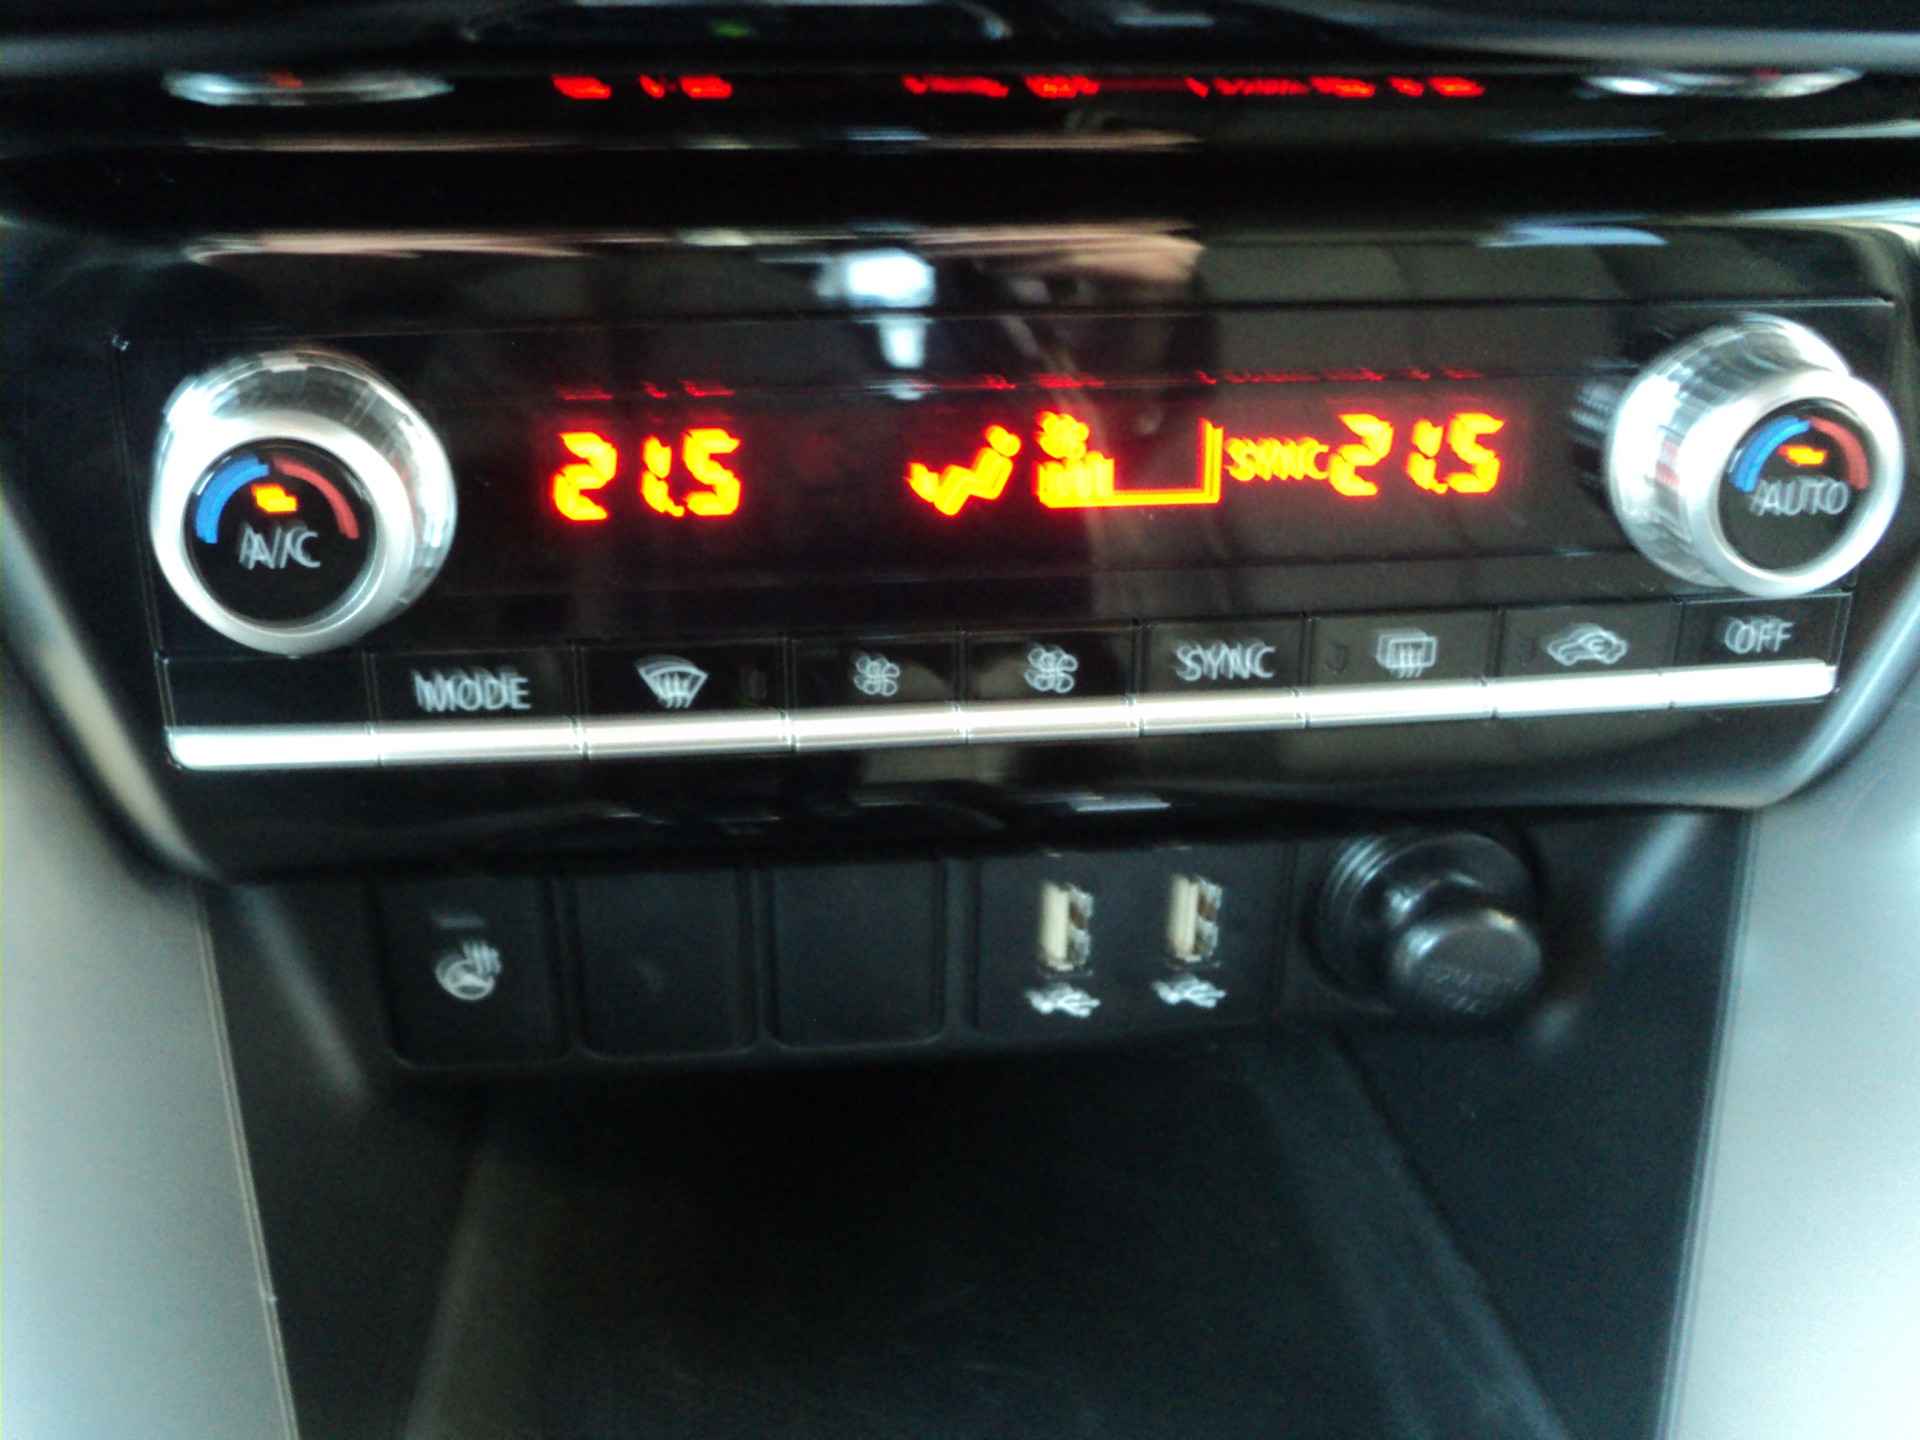 21.5 SYNC 21.5
A/C AUTO
MODE SYNC OFF